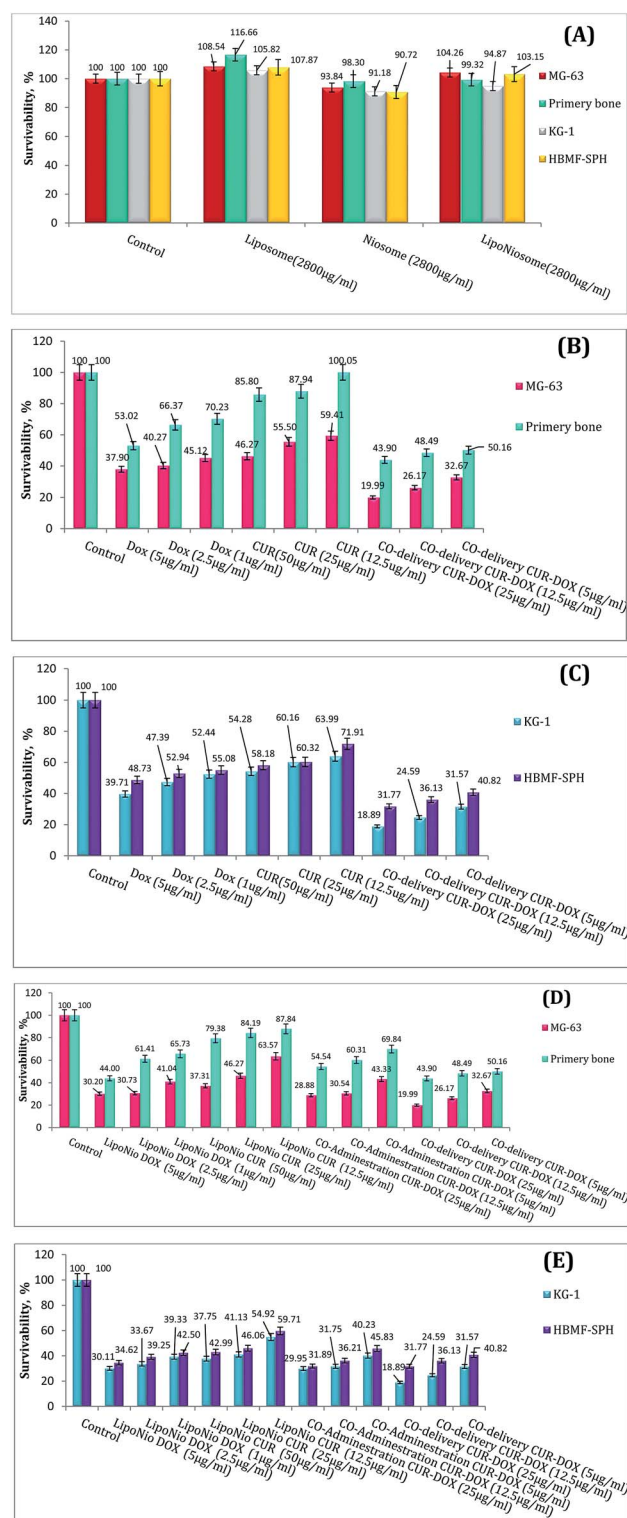 (A)
Survivability, %
140
120
100
80
60
40
20
0
100 100 100 100
108.54 116.66 105.82 107.87
93.84 98.30 91.18 90.72
104.26 99.32 94.87 103.15
Control
Liposome(2800µg/ml)
Niosome (2800µg/ml)
LipoNiosome(2800µg/ml)
MG-63
Primery bone
KG-1
HBMF-SPH
(B)
Survivability, %
120
100
80
60
40
20
0
100 100
37.90 53.02
40.27 66.37
45.12 70.23
46.27 85.80
55.50 87.94
59.41 100.05
19.99 43.90
26.17 48.49
32.67 50.16
Control
Dox (5µg/ml)
Dox (2.5µg/ml)
Dox (1ug/ml)
CUR(50µg/ml)
CUR (25µg/ml)
CUR (12.5ug/ml)
CO-delivery CUR-DOX (25µg/ml)
CO-delivery CUR-DOX (12.5µg/ml)
CO-delivery CUR-DOX (5µg/ml)
MG-63
Primery bone
(C)
Survivability, %
120
100
80
60
40
20
0
100 100
39.71 48.73
47.39 52.94
52.44 55.08
54.28 58.18
60.16 60.32
63.99 71.91
18.89 31.77
24.59 36.13
31.57 40.82
Control
Dox (5µg/ml)
Dox (2.5µg/ml)
Dox (1ug/ml)
CUR(50µg/ml)
CUR (25µg/ml)
CUR (12.5µg/ml)
CO-delivery CUR-DOX (25µg/ml)
CO-delivery CUR-DOX (12.5µg/ml)
CO-delivery CUR-DOX (5µg/ml)
KG-1
HBMF-SPH
(D)
Survivability, %
120
100
80
60
40
20
0
100 100
30.20 44.00
30.73 61.41
41.04 65.73
37.31 79.38
46.27 84.19
63.57 87.84
28.88 54.54
30.54 60.31
43.33 69.84
19.99 43.90
26.17 48.49
32.67 50.16
Control
LipoNio DOX (5µg/ml)
LipoNio DOX (2.5µg/ml)
LipoNio DOX (1µg/ml)
LipoNio CUR (50µg/ml)
LipoNio CUR (25µg/ml)
LipoNio CUR (12.5µg/ml)
CO-Adminestration CUR-DOX (25µg/ml)
CO-Adminestration CUR-DOX (12.5µg/ml)
CO-Adminestration CUR-DOX (5µg/ml)
CO-delivery CUR-DOX (25µg/ml)
CO-delivery CUR-DOX (12.5µg/ml)
CO-delivery CUR-DOX (5µg/ml)
MG-63
Primery bone
(E)
Survivability, %
120
100
80
60
40
20
0
100 100
30.11 34.62
33.67 39.25
39.33 42.50
37.75 42.99
41.13 46.06
54.92 59.71
29.95 31.89
31.75 36.21
40.23 45.83
18.89 31.77
24.59 36.13
31.57 40.82
Control
LipoNio DOX (5µg/ml)
LipoNio DOX (2.5µg/ml)
LipoNio DOX (1µg/ml)
LipoNio CUR (50µg/ml)
LipoNio CUR (25µg/ml)
LipoNio CUR (12.5µg/ml)
CO-Adminestration CUR-DOX (25µg/ml)
CO-Adminestration CUR-DOX (12.5µg/ml)
CO-Adminestration CUR-DOX (5µg/ml)
CO-delivery CUR-DOX (25µg/ml)
CO-delivery CUR-DOX (12.5µg/ml)
CO-delivery CUR-DOX (5µg/ml)
KG-1
HBMF-SPH